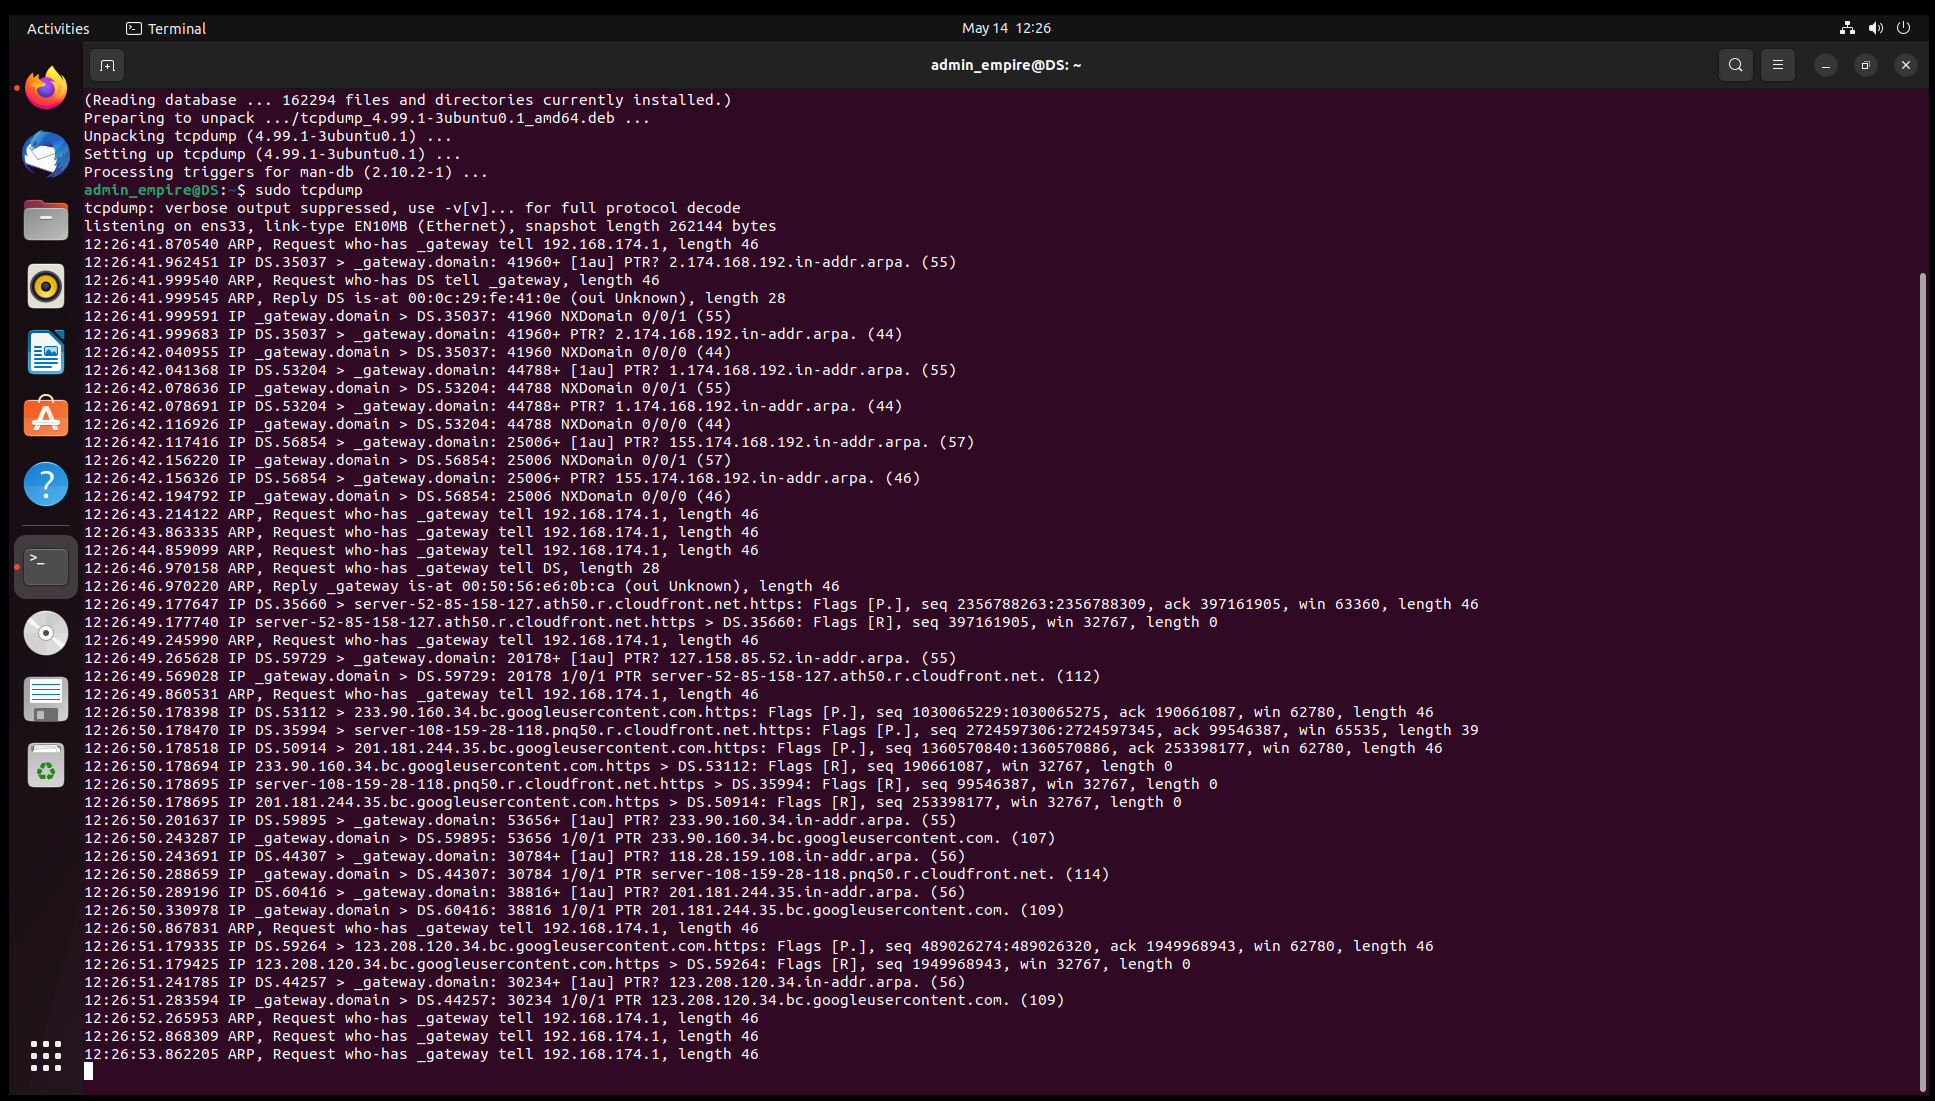 Activities
Terminal
May 14 12:26
admin_empire@DS: ~
(Reading database ... 162294 files and directories currently installed.)
Preparing to unpack .../tcpdump_4.99.1-3ubuntu0.1_amd64.deb ...
Unpacking tcpdump (4.99.1-3ubuntu0.1) ...
Setting up tcpdump (4.99.1-3ubuntu0.1) ...
Processing triggers for man-db (2.10.2-1) ...
admin_empire@DS:~$ sudo tcpdump
tcpdump: verbose output suppressed, use -v[v]... for full protocol decode
listening on ens33, link-type EN10MB (Ethernet), snapshot length 262144 bytes
12:26:41.870540 ARP, Request who-has _gateway tell 192.168.174.1, length 46
12:26:41.962451 IP DS.35037 > _gateway.domain: 41960+ [1au] PTR? 2.174.168.192.in-addr.arpa. (55)
12:26:41.999540 ARP, Request who-has DS tell _gateway, length 46
12:26:41.999545 ARP, Reply DS is-at 00:0c:29:fe:41:0e (oui Unknown), length 28
12:26:41.999591 IP _gateway.domain > DS.35037: 41960 NXDomain 0/0/1 (55)
12:26:41.999683 IP DS.35037 > _gateway.domain: 41960+ PTR? 2.174.168.192.in-addr.arpa. (44)
12:26:42.040955 IP _gateway.domain > DS.35037: 41960 NXDomain 0/0/0 (44)
12:26:42.041368 IP DS.53204 > _gateway.domain: 44788+ [1au] PTR? 1.174.168.192.in-addr.arpa. (55)
12:26:42.078636 IP _gateway.domain > DS.53204: 44788 NXDomain 0/0/1 (55)
12:26:42.078691 IP DS.53204 > _gateway.domain: 44788+ PTR? 1.174.168.192.in-addr.arpa. (44)
12:26:42.116926 IP _gateway.domain > DS.53204: 44788 NXDomain 0/0/0 (44)
12:26:42.117416 IP DS.56854 > _gateway.domain: 25006+ [1au] PTR? 155.174.168.192.in-addr.arpa. (57)
12:26:42.156220 IP _gateway.domain > DS.56854: 25006 NXDomain 0/0/1 (57)
12:26:42.156326 IP DS.56854 > _gateway.domain: 25006+ PTR? 155.174.168.192.in-addr.arpa. (46)
12:26:42.194792 IP _gateway.domain > DS.56854: 25006 NXDomain 0/0/0 (46)
12:26:43.214122 ARP, Request who-has _gateway tell 192.168.174.1, length 46
12:26:43.863335 ARP, Request who-has _gateway tell 192.168.174.1, length 46
12:26:44.859099 ARP, Request who-has _gateway tell 192.168.174.1, length 46
12:26:46.970158 ARP, Request who-has _gateway tell DS, length 28
12:26:46.970220 ARP, Reply _gateway is-at 00:50:56:e6:0b:ca (oui Unknown), length 46
12:26:49.177647 IP DS.35660 > server-52-85-158-127.ath50.r.cloudfront.net.https: Flags [P.], seq 2356788263:2356788309, ack 397161905, win 63360, length 46
12:26:49.177740 IP server-52-85-158-127.ath50.r.cloudfront.net.https > DS.35660: Flags [R], seq 397161905, win 32767, length 0
12:26:49.245990 ARP, Request who-has _gateway tell 192.168.174.1, length 46
12:26:49.265628 IP DS.59729 > _gateway.domain: 20178+ [1au] PTR? 127.158.85.52.in-addr.arpa. (55)
12:26:49.569028 IP _gateway.domain > DS.59729: 20178 1/0/1 PTR server-52-85-158-127.ath50.r.cloudfront.net. (112)
12:26:49.860531 ARP, Request who-has _gateway tell 192.168.174.1, length 46
12:26:50.178398 IP DS.53112 > 233.90.160.34.bc.googleusercontent.com.https: Flags [P.], seq 1030065229:1030065275, ack 190661087, win 62780, length 46
12:26:50.178470 IP DS.35994 > server-108-159-28-118.pnq50.r.cloudfront.net.https: Flags [P.], seq 2724597306:2724597345, ack 99546387, win 65535, length 39
12:26:50.178518 IP DS.50914 > 201.181.244.35.bc.googleusercontent.com.https: Flags [P.], seq 1360570840:1360570886, ack 253398177, win 62780, length 46
12:26:50.178694 IP 233.90.160.34.bc.googleusercontent.com.https > DS.53112: Flags [R], seq 190661087, win 32767, length 0
12:26:50.178695 IP server-108-159-28-118.pnq50.r.cloudfront.net.https > DS.35994: Flags [R], seq 99546387, win 32767, length 0
12:26:50.178695 IP 201.181.244.35.bc.googleusercontent.com.https > DS.50914: Flags [R], seq 253398177, win 32767, length 0
12:26:50.201637 IP DS.59895 > _gateway.domain: 53656+ [1au] PTR? 233.90.160.34.in-addr.arpa. (55)
12:26:50.243287 IP _gateway.domain > DS.59895: 53656 1/0/1 PTR 233.90.160.34.bc.googleusercontent.com. (107)
12:26:50.243691 IP DS.44307 > _gateway.domain: 30784+ [1au] PTR? 118.28.159.108.in-addr.arpa. (56)
12:26:50.288659 IP _gateway.domain > DS.44307: 30784 1/0/1 PTR server-108-159-28-118.pnq50.r.cloudfront.net. (114)
12:26:50.289196 IP DS.60416 > _gateway.domain: 38816+ [1au] PTR? 201.181.244.35.in-addr.arpa. (56)
12:26:50.330978 IP _gateway.domain > DS.60416: 38816 1/0/1 PTR 201.181.244.35.bc.googleusercontent.com. (109)
12:26:50.867831 ARP, Request who-has _gateway tell 192.168.174.1, length 46
12:26:51.179335 IP DS.59264 > 123.208.120.34.bc.googleusercontent.com.https: Flags [P.], seq 489026274:489026320, ack 1949968943, win 62780, length 46
12:26:51.179425 IP 123.208.120.34.bc.googleusercontent.com.https > DS.59264: Flags [R], seq 1949968943, win 32767, length 0
12:26:51.241785 IP DS.44257 > _gateway.domain: 30234+ [1au] PTR? 123.208.120.34.in-addr.arpa. (56)
12:26:51.283594 IP _gateway.domain > DS.44257: 30234 1/0/1 PTR 123.208.120.34.bc.googleusercontent.com. (109)
12:26:52.265953 ARP, Request who-has _gateway tell 192.168.174.1, length 46
12:26:52.868309 ARP, Request who-has _gateway tell 192.168.174.1, length 46
12:26:53.862205 ARP, Request who-has _gateway tell 192.168.174.1, length 46